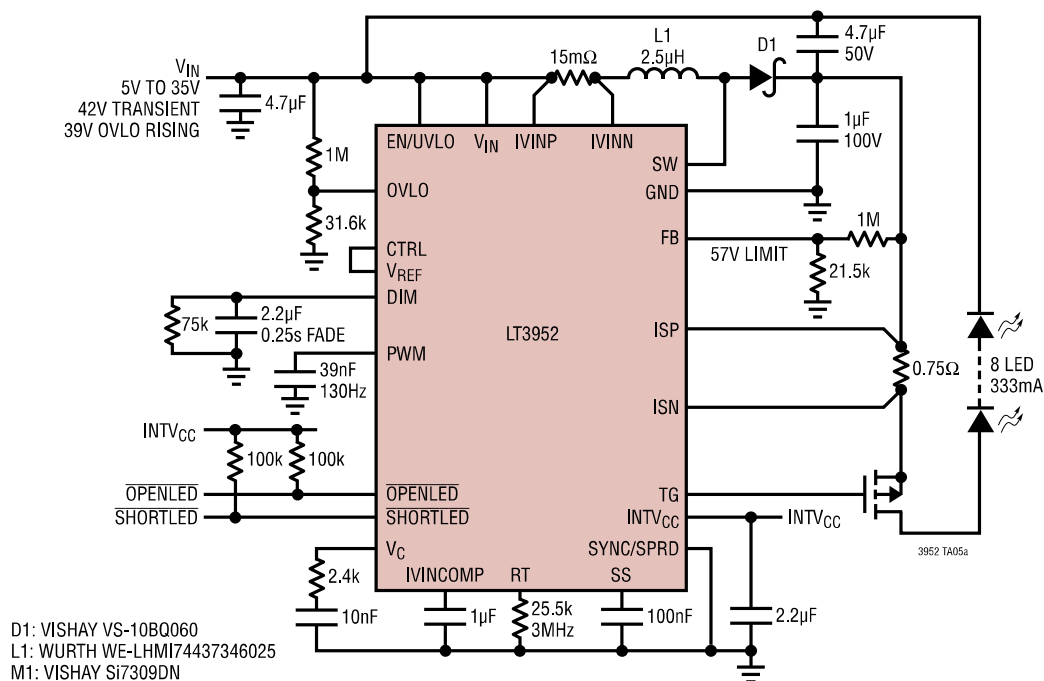 VIN
5V TO 35V
42V TRANSIENT
39V OVLO RISING
4.7µF
1M
31.6k
15mΩ
L1
2.5µH
D1
4.7µF
50V
1µF
100V
EN/UVLO
VIN
IVINP
IVINN
SW
GND
OVLO
FB
57V LIMIT
1M
21.5k
CTRL
VREF
DIM
75k
2.2µF
0.25s FADE
LT3952
ISP
0.75Ω
8 LED
333mA
PWM
39nF
130Hz
ISN
INTVCC
100k
100k
OPENLED
OPENLED
SHORTLED
SHORTLED
TG
INTVCC
INTVCC
SYNC/SPRD
3952 TA05a
VC
2.4k
10nF
IVINCOMP
1µF
RT
25.5k
3MHz
SS
100nF
2.2µF
D1: VISHAY VS-10BQ060
L1: WURTH WE-LHMI74437346025
M1: VISHAY Si7309DN